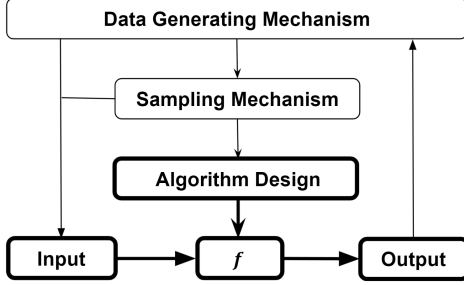 Data Generating Mechanism
Sampling Mechanism
Algorithm Design
Input
f
Output